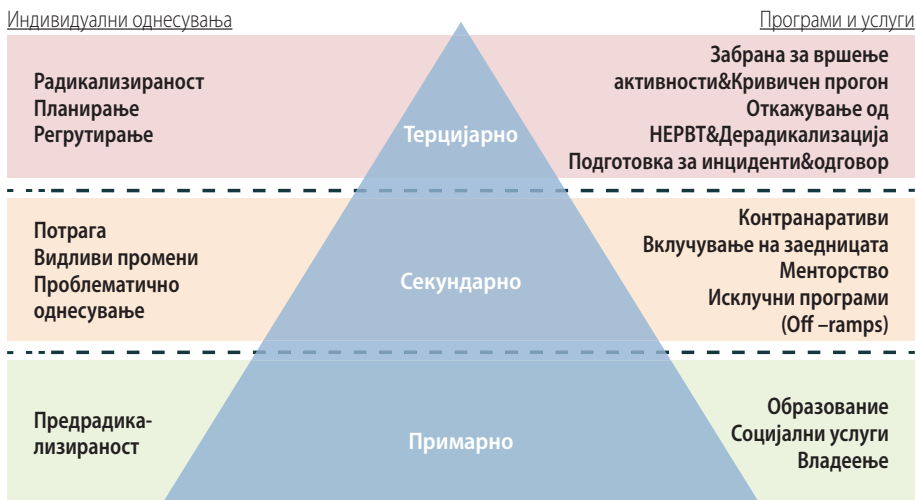 Индивидуални однесувања
Програми и услуги
Радикализираност
Планирање
Регрутирање
Терцијарно
Забрана за вршење
активности&Кривичен прогон
Откажување од
НЕРВТ&Дерадикализација
Подготовка за инциденти&одговор
Потрага
Видливи промени
Проблематично
однесување
Секундарно
Контранаративи
Вклучување на заедницата
Менторство
Исклучни програми
(Off –ramps)
Предрадика-
лизираност
Примарно
Образование
Социјални услуги
Владеење